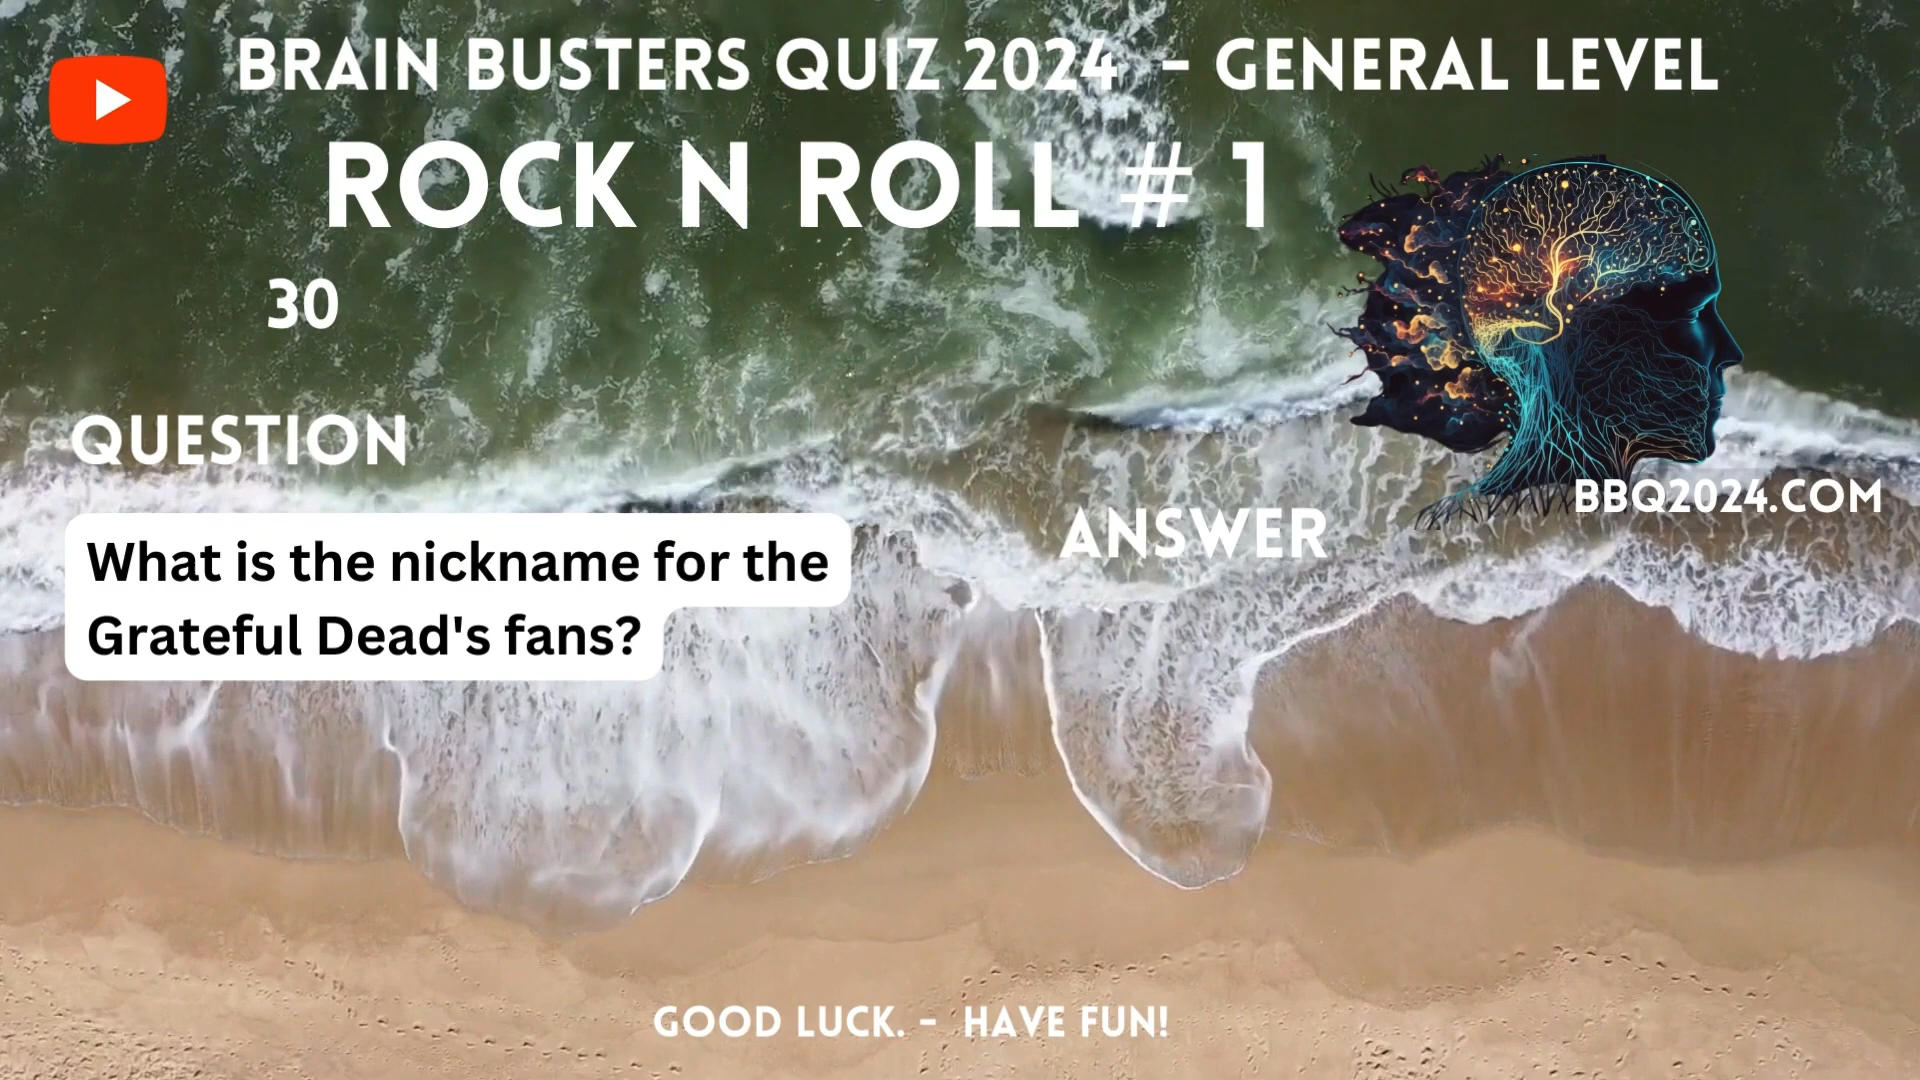 BRAIN BUSTERS QUIZ 2024 - GENERAL LEVEL
ROCK N ROLL # 1
30
QUESTION
BBQ2024.COM
ANSWER
What is the nickname for the
Grateful Dead's fans?
GOOD LUCK. - HAVE FUN!